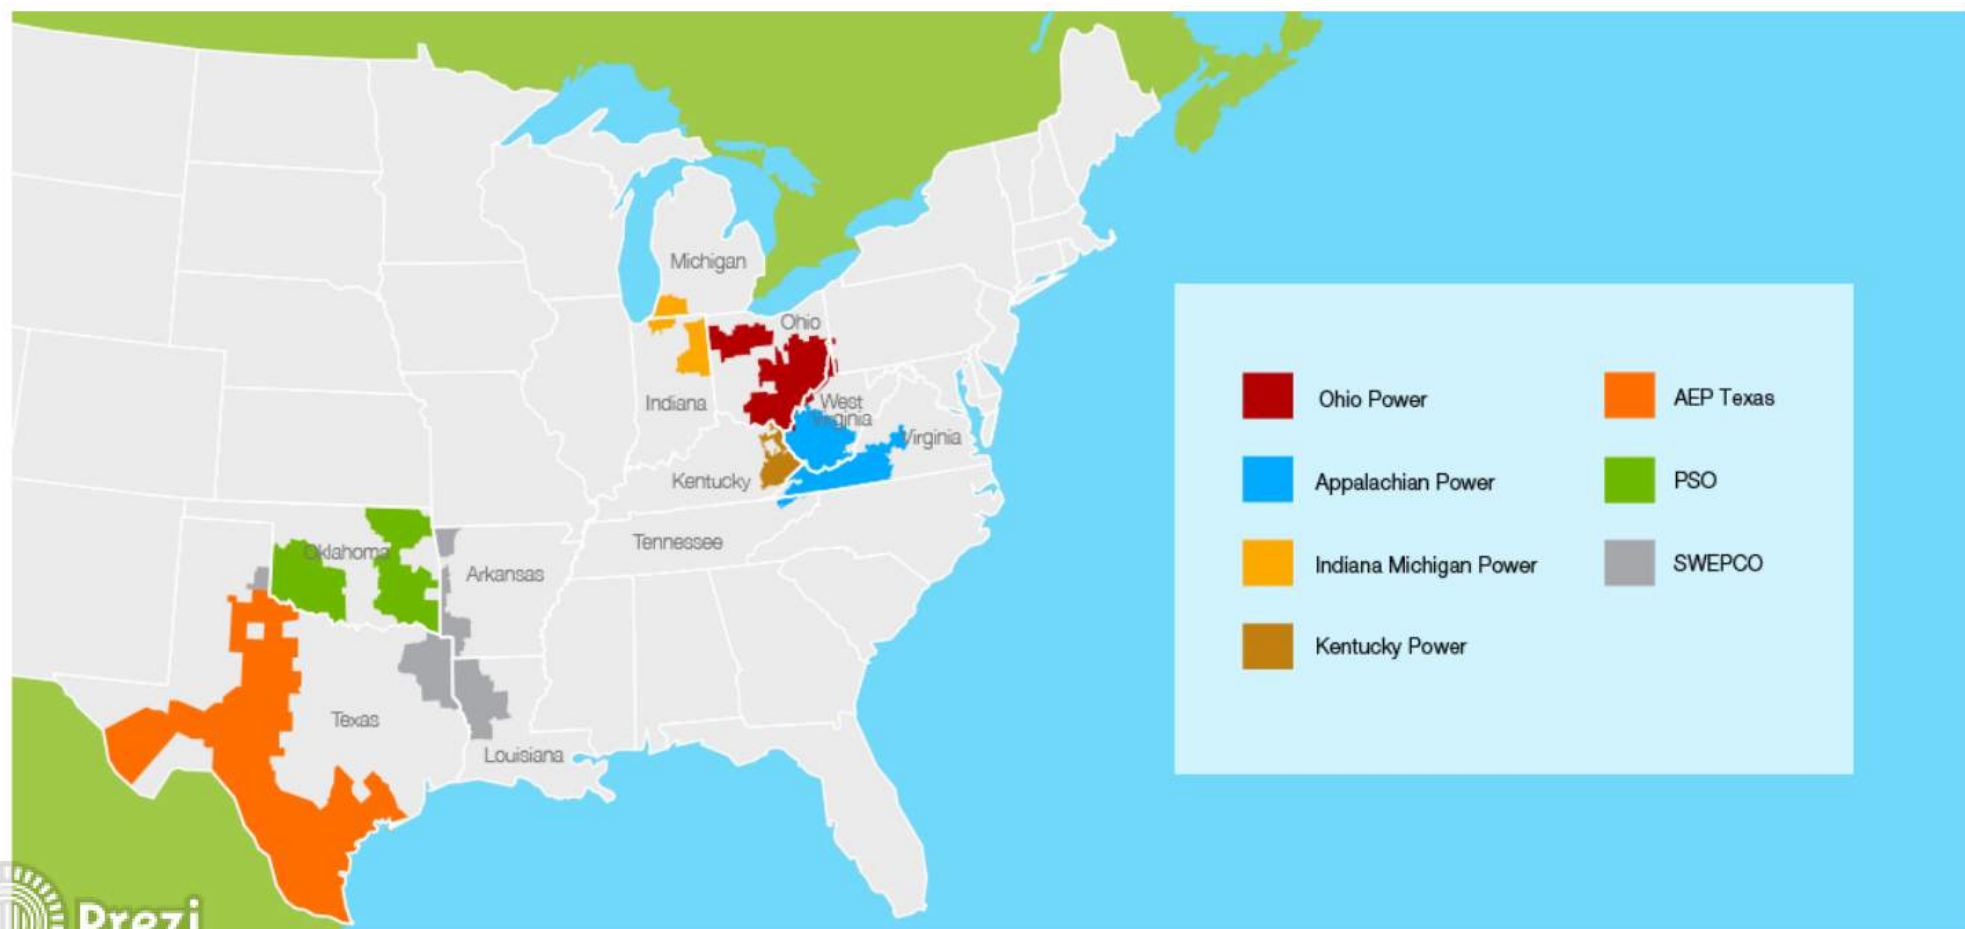 Michigan
Ohio
Indiana
West
Virginia
Virginia
Kentucky
Tennessee
Oklahoma
Arkansas
Texas
Louisiana
Ohio Power
Appalachian Power
Indiana Michigan Power
Kentucky Power
AEP Texas
PSO
SWEPCO
Prezi